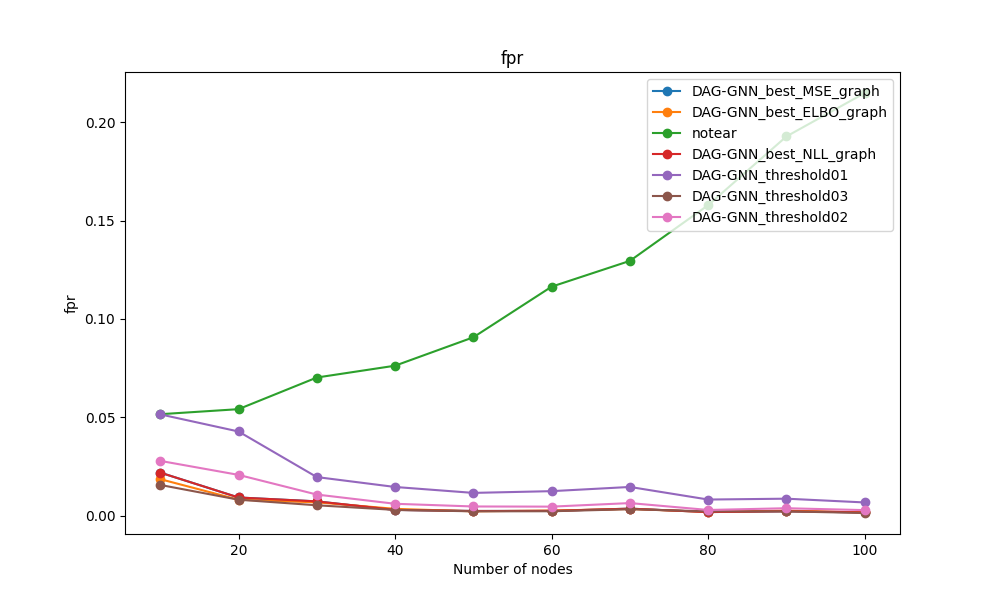 fpr
DAG-GNN_best_MSE_graph
DAG-GNN_best_ELBO_graph
notear
DAG-GNN_best_NLL_graph
DAG-GNN_threshold01
DAG-GNN_threshold03
DAG-GNN_threshold02
0.20
0.15
0.10
0.05
0.00
fpr
20 40 60 80 100
Number of nodes